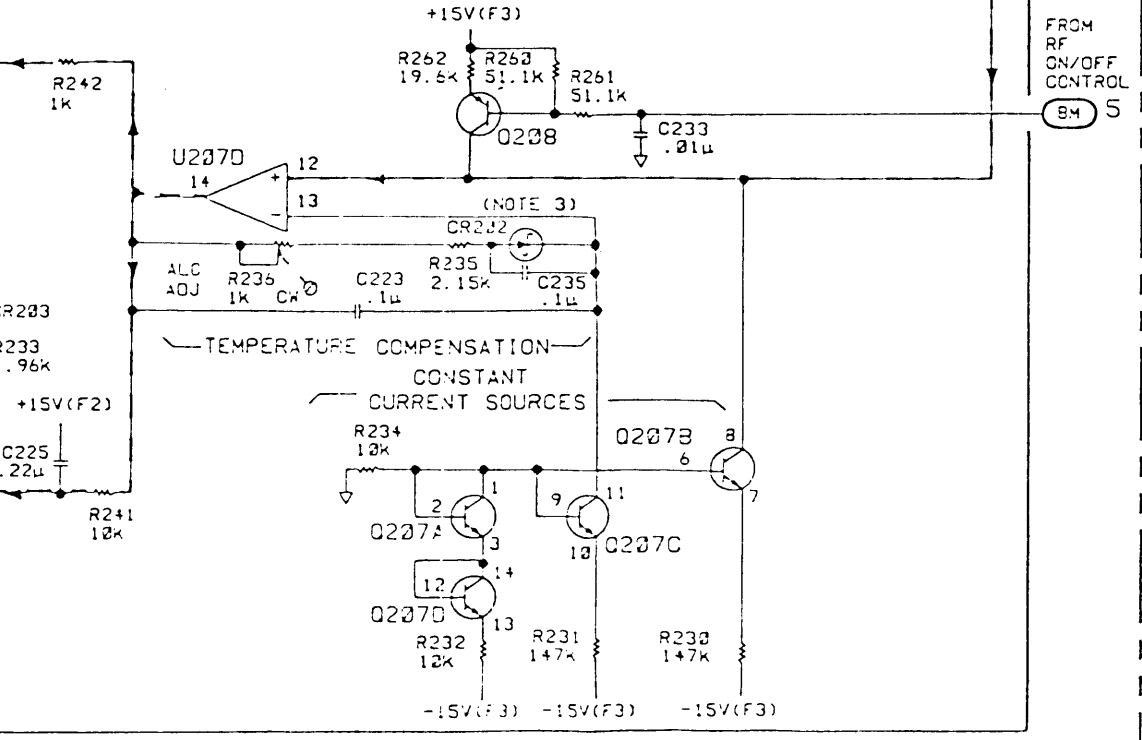 +15V(F3)
FROM
RF
ON/OFF
CONTROL
BM 5
R262
19.6K
R260
51.1K
R261
51.1K
R242
1K
Q208
C233
.01µ
U207D
14
12
+
13
−
(NOTE 3)
CR202
ALC
ADJ
R236
1K
CW
R235
2.15K
C235
.1µ
C223
.1µ
CR203
R233
.96K
TEMPERATURE COMPENSATION
CONSTANT
CURRENT SOURCES
+15V(F2)
C225
.22µ
R241
10K
R234
10K
Q207B
8
6
7
1
2
3
Q207A
9
11
10
Q207C
14
12
13
Q207D
R232
10K
R231
147K
R230
147K
-15V(F3) -15V(F3) -15V(F3)